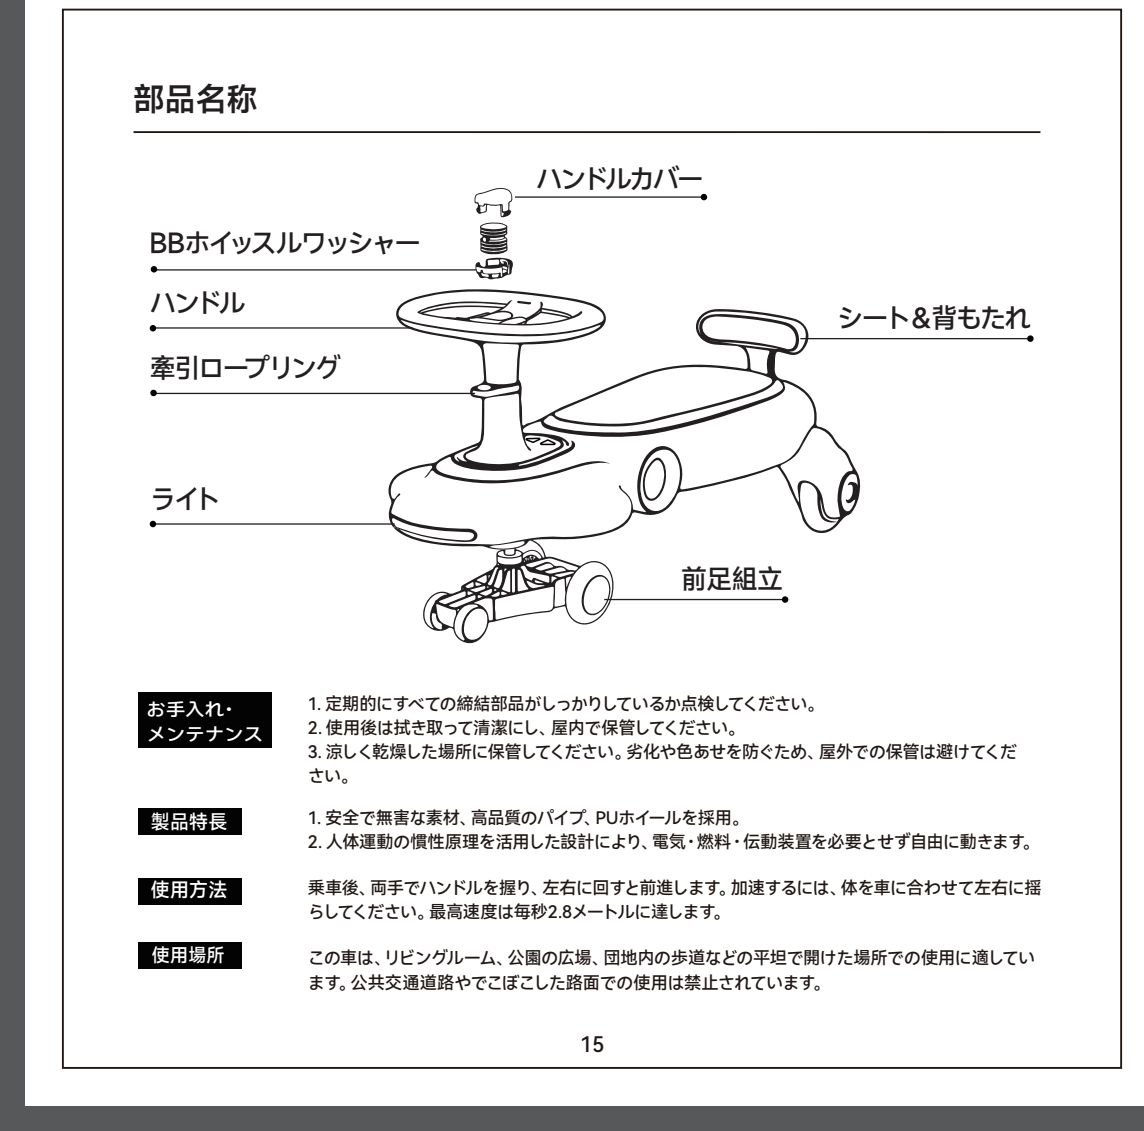 部品名称
ハンドルカバー
BBホイッスルワッシャー
ハンドル
シート&背もたれ
牽引ロープリング
ライト
前足組立
お手入れ・
メンテナンス
1. 定期的にすべての締結部品がしっかりしているか点検してください。
2. 使用後は拭き取って清潔にし、屋内で保管してください。
3. 涼しく乾燥した場所に保管してください。劣化や色あせを防ぐため、屋外での保管は避けてくだ
さい。
製品特長
1. 安全で無害な素材、高品質のパイプ、PUホイールを採用。
2. 人体運動の慣性原理を活用した設計により、電気・燃料・伝動装置を必要とせず自由に動きます。
使用方法
乗車後、両手でハンドルを握り、左右に回すと前進します。加速するには、体を車に合わせて左右に揺
らしてください。最高速度は毎秒2.8メートルに達します。
使用場所
この車は、リビングルーム、公園の広場、団地内の歩道などの平坦で開けた場所での使用に適してい
ます。公共交通道路やでこぼこした路面での使用は禁止されています。
15